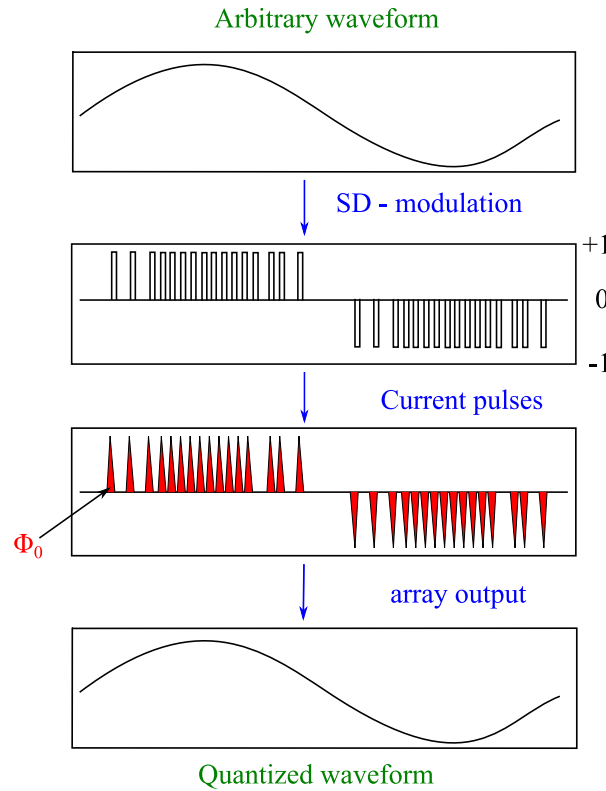 Arbitrary waveform
SD - modulation
+1
0
-1
Current pulses
Φ0
array output
Quantized waveform